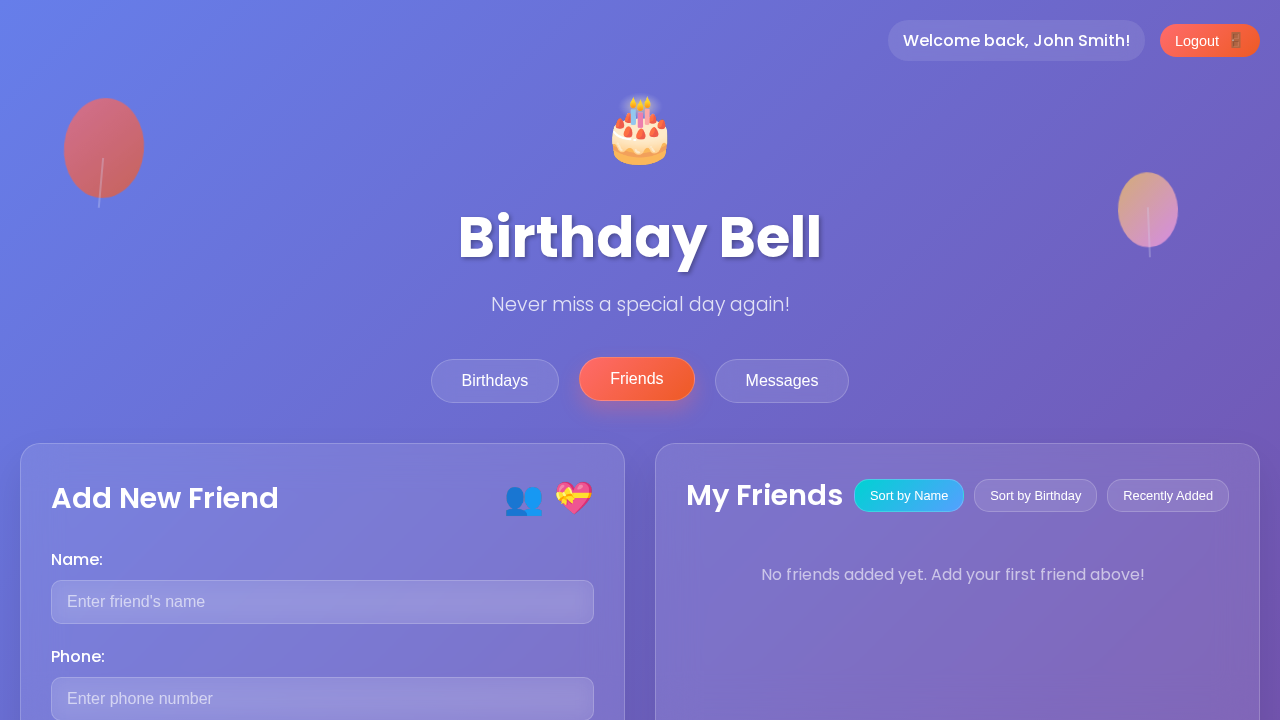 Welcome back, John Smith!
Logout
Birthday Bell
Never miss a special day again!
Birthdays
Friends
Messages
Add New Friend
Name:
Enter friend's name
Phone:
Enter phone number
My Friends
Sort by Name
Sort by Birthday
Recently Added
No friends added yet. Add your first friend above!